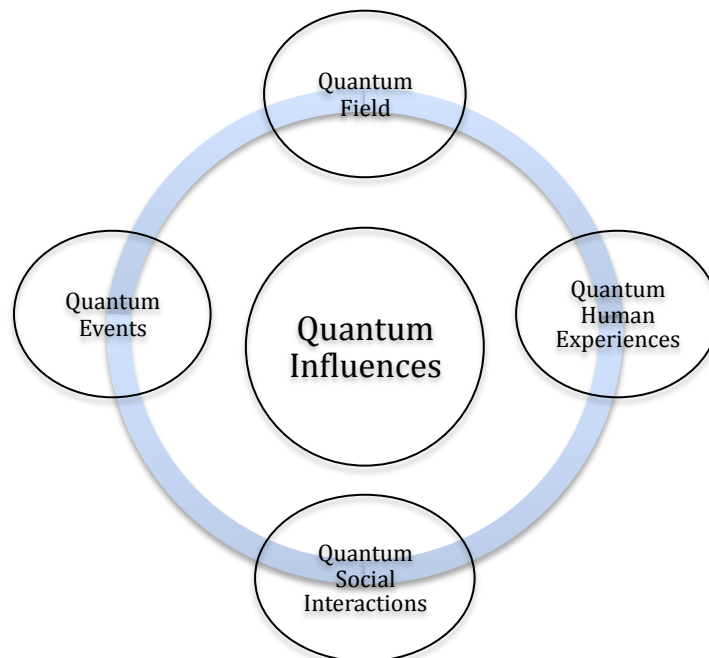 Quantum
Field
Quantum
Events
Quantum
Influences
Quantum
Human
Experiences
Quantum
Social
Interactions